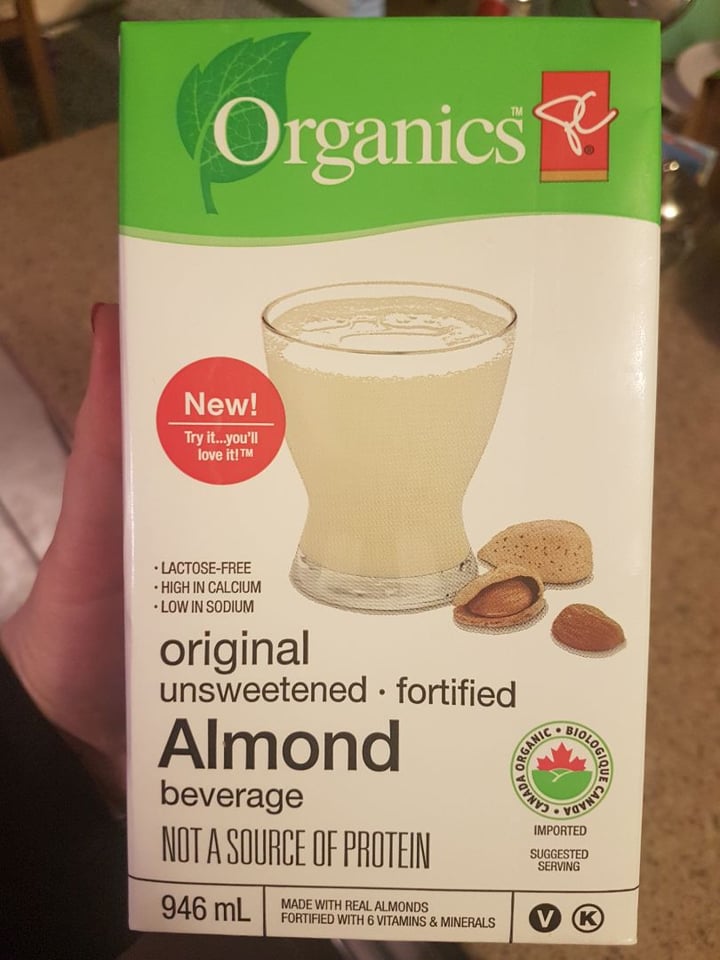 Organics™
PC®
New!
Try it...you'll
love it!™
• LACTOSE-FREE
• HIGH IN CALCIUM
• LOW IN SODIUM
original
unsweetened • fortified
Almond
beverage
NOT A SOURCE OF PROTEIN
CANADA ORGANIC • BIOLOGIQUE CANADA •
IMPORTED
SUGGESTED
SERVING
946 mL
MADE WITH REAL ALMONDS
FORTIFIED WITH 6 VITAMINS & MINERALS
V
K